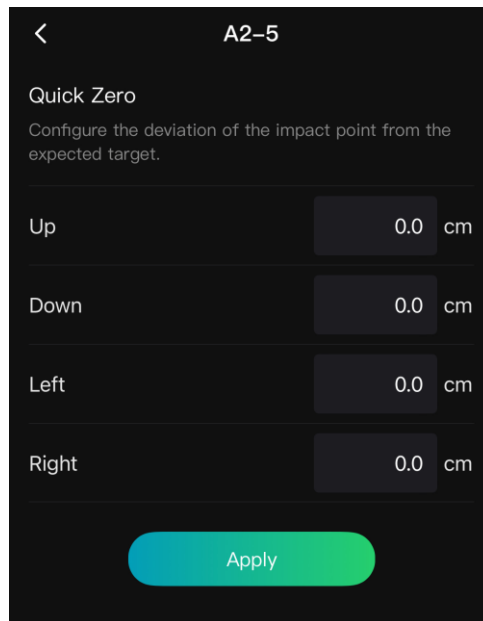 A2-5
Quick Zero
Configure the deviation of the impact point from the
expected target.
Up 0.0 cm
Down 0.0 cm
Left 0.0 cm
Right 0.0 cm
Apply